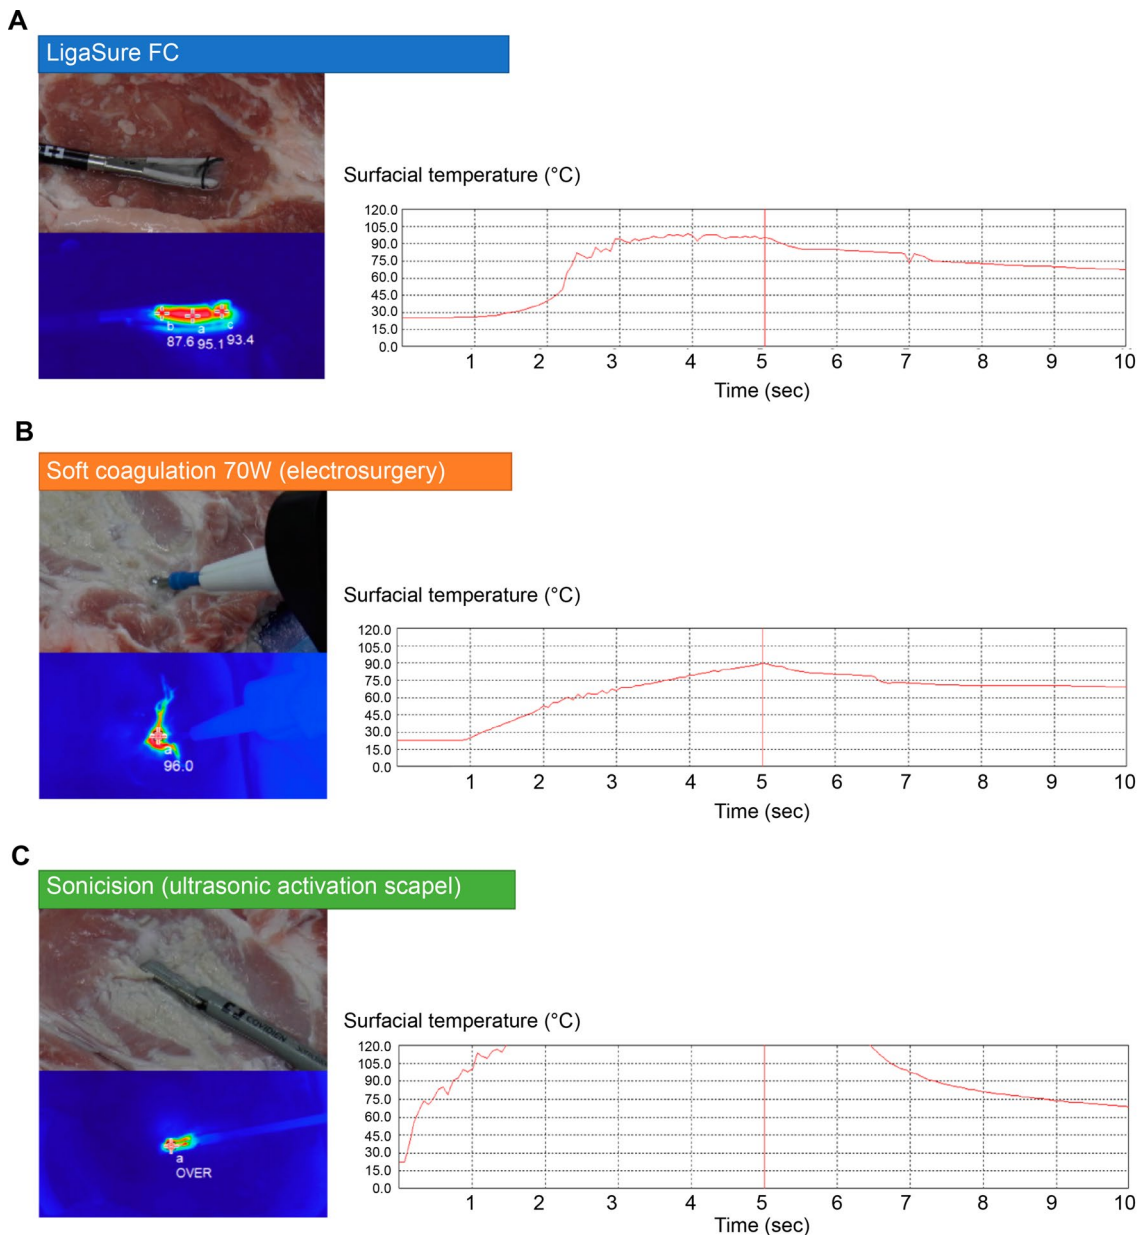 A
LigaSure FC
b
a
c
87.6
95.1
93.4
Surfacial temperature (°C)
120.0
105.0
90.0
75.0
60.0
45.0
30.0
15.0
0.0
1 2 3 4 5 6 7 8 9 10
Time (sec)
B
Soft coagulation 70W (electrosurgery)
a
96.0
Surfacial temperature (°C)
120.0
105.0
90.0
75.0
60.0
45.0
30.0
15.0
0.0
1 2 3 4 5 6 7 8 9 10
Time (sec)
C
Sonicision (ultrasonic activation scapel)
COVIDIEN
a
OVER
Surfacial temperature (°C)
120.0
105.0
90.0
75.0
60.0
45.0
30.0
15.0
0.0
1 2 3 4 5 6 7 8 9 10
Time (sec)